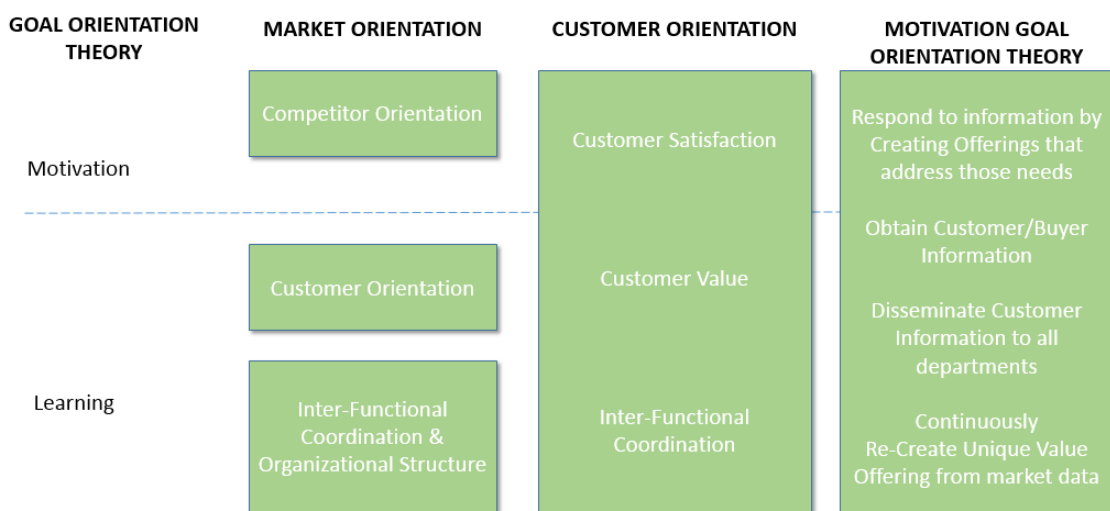 GOAL ORIENTATION
THEORY
MARKET ORIENTATION
CUSTOMER ORIENTATION
MOTIVATION GOAL
ORIENTATION THEORY
Motivation
Competitor Orientation
Customer Satisfaction
Respond to information by
Creating Offerings that
address those needs
Learning
Customer Orientation
Customer Value
Obtain Customer/Buyer
Information
Disseminate Customer
Information to all
departments
Inter-Functional
Coordination &
Organizational Structure
Inter-Functional
Coordination
Continuously
Re-Create Unique Value
Offering from market data